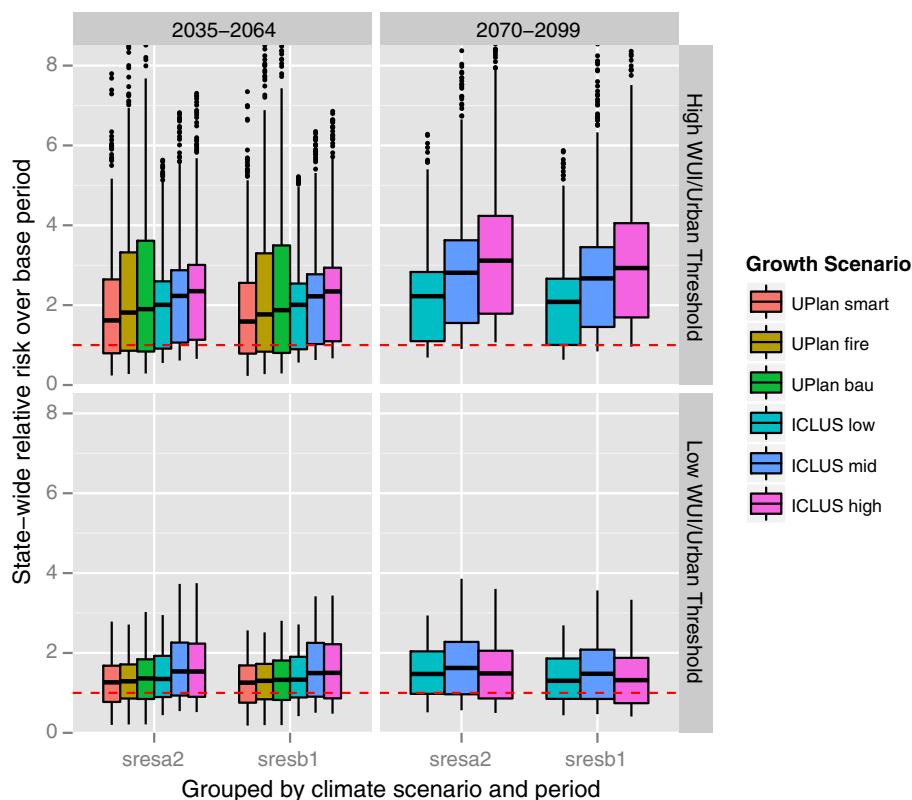 2035−2064
2070−2099
State−wide relative risk over base period
8
6
4
2
0
High WUI/Urban Threshold
8
6
4
2
0
Low WUI/Urban Threshold
sresa2
sresb1
sresa2
sresb1
Grouped by climate scenario and period
Growth Scenario
UPlan smart
UPlan fire
UPlan bau
ICLUS low
ICLUS mid
ICLUS high